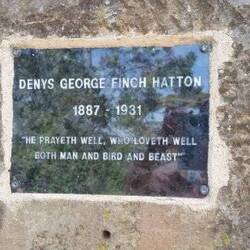 DENYS GEORGE FINCH HATTON
1887 - 1931
"HE PRAYETH WELL, WHO LOVETH WELL
BOTH MAN AND BIRD AND BEAST"